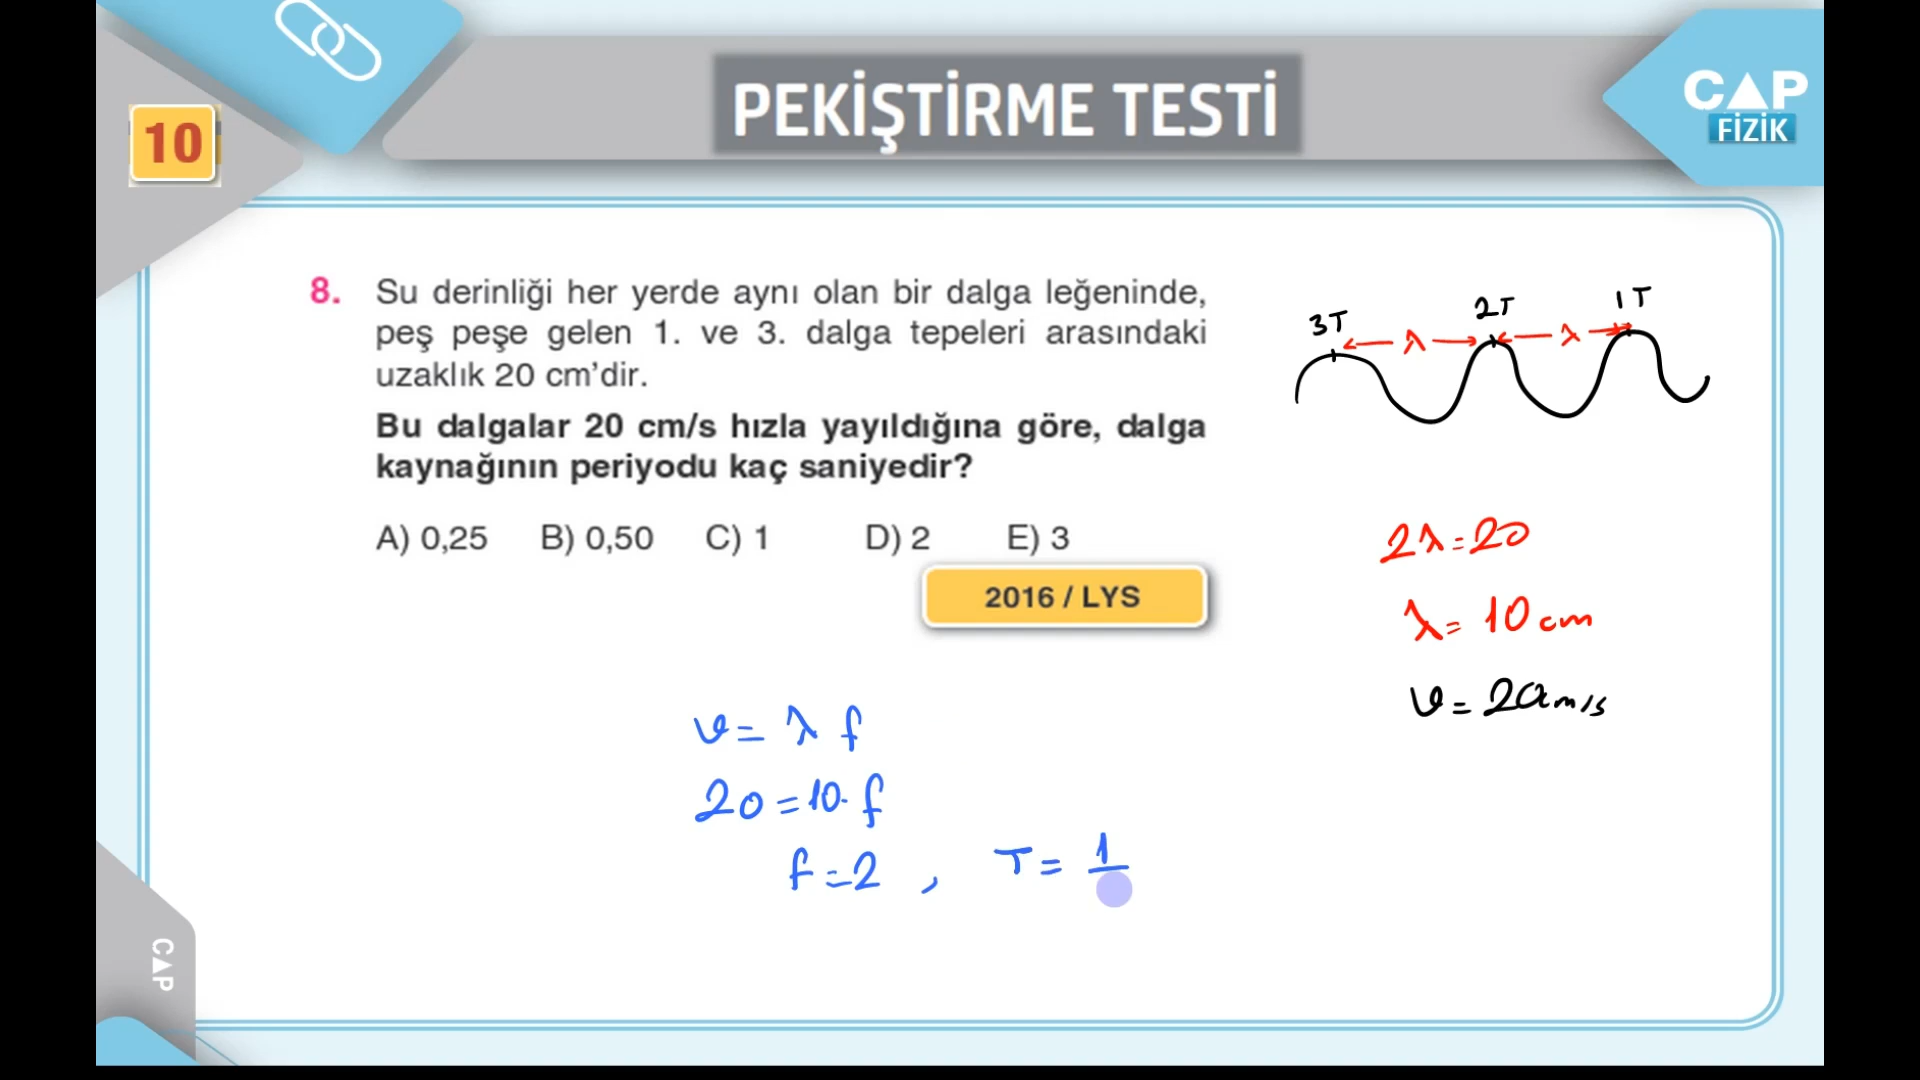 PEKİŞTİRME TESTİ
CAP
FİZİK
10
8. Su derinliği her yerde aynı olan bir dalga leğeninde,
peş peşe gelen 1. ve 3. dalga tepeleri arasındaki
uzaklık 20 cm'dir.
Bu dalgalar 20 cm/s hızla yayıldığına göre, dalga
kaynağının periyodu kaç saniyedir?
A) 0,25 B) 0,50 C) 1 D) 2 E) 3
2016 / LYS
3T 2T 1T
λ λ
2λ=20
λ= 10 cm
υ= 20cm/s
υ= λ f
20=10.f
f=2 , T= 1
CAP